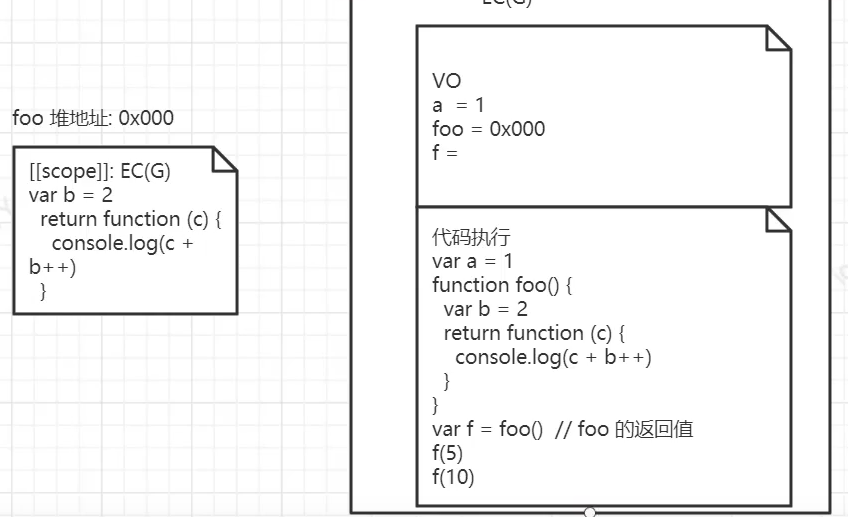 EC(G)
foo 堆地址: 0x000
[[scope]]: EC(G)
var b = 2
return function (c) {
console.log(c +
b++)
}
VO
a = 1
foo = 0x000
f =
代码执行
var a = 1
function foo() {
var b = 2
return function (c) {
console.log(c + b++)
}
}
var f = foo() // foo 的返回值
f(5)
f(10)